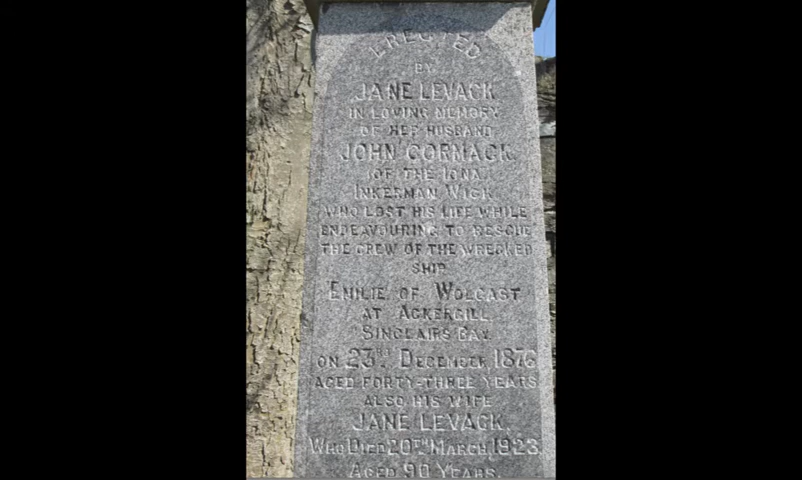 ERECTED
BY
JANE LEVACK
IN LOVING MEMORY
OF HER HUSBAND
JOHN CORMACK
(OF THE IONA)
INKERMAN WICK
WHO LOST HIS LIFE WHILE
ENDEAVOURING TO RESCUE
THE CREW OF THE WRECKED
SHIP
EMILIE OF WOLGAST
AT ACKERGILL,
SINCLAIRS BAY.
ON 23RD DECEMBER, 1876
AGED FORTY-THREE YEARS
ALSO HIS WIFE
JANE LEVACK.
WHO DIED 20TH MARCH, 1923.
AGED 90 YEARS.